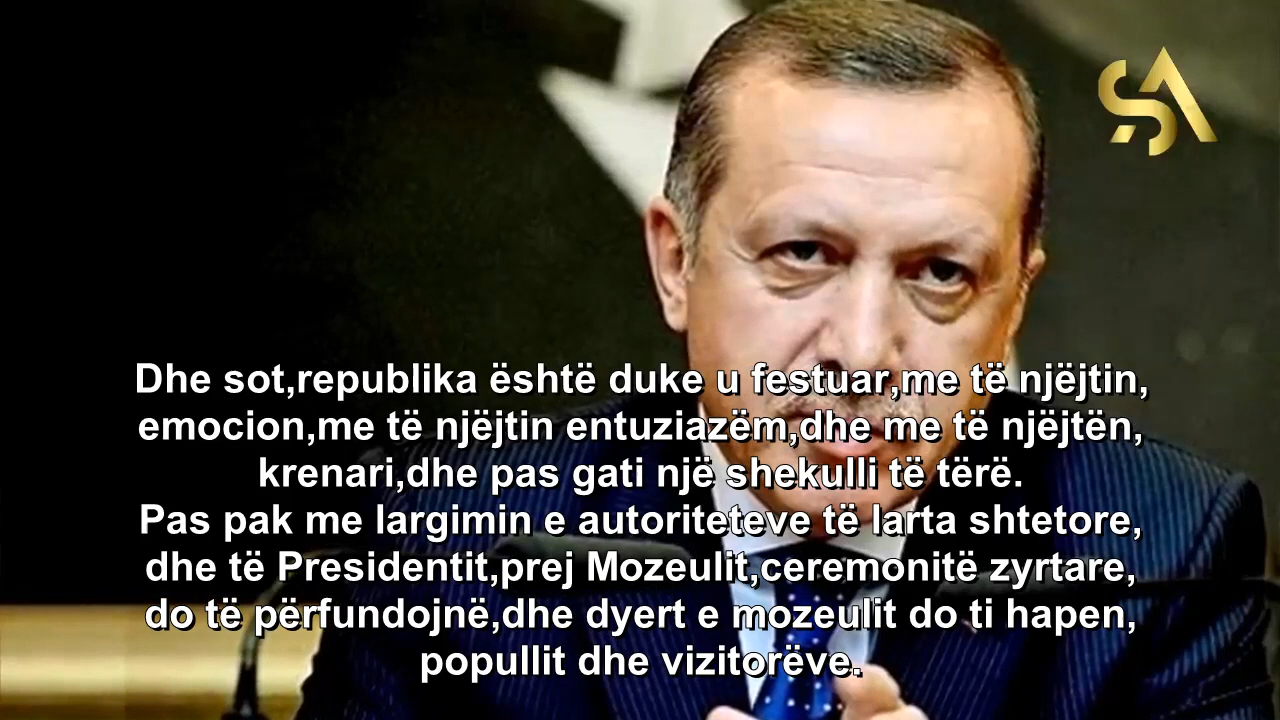 SA
Dhe sot,republika është duke u festuar,me të njëjtin,
emocion,me të njëjtin entuziazëm,dhe me të njëjtën,
krenari,dhe pas gati një shekulli të tërë.
Pas pak me largimin e autoriteteve të larta shtetore,
dhe të Presidentit,prej Mozeulit,ceremonitë zyrtare,
do të përfundojnë,dhe dyert e mozeulit do ti hapen,
popullit dhe vizitorëve.